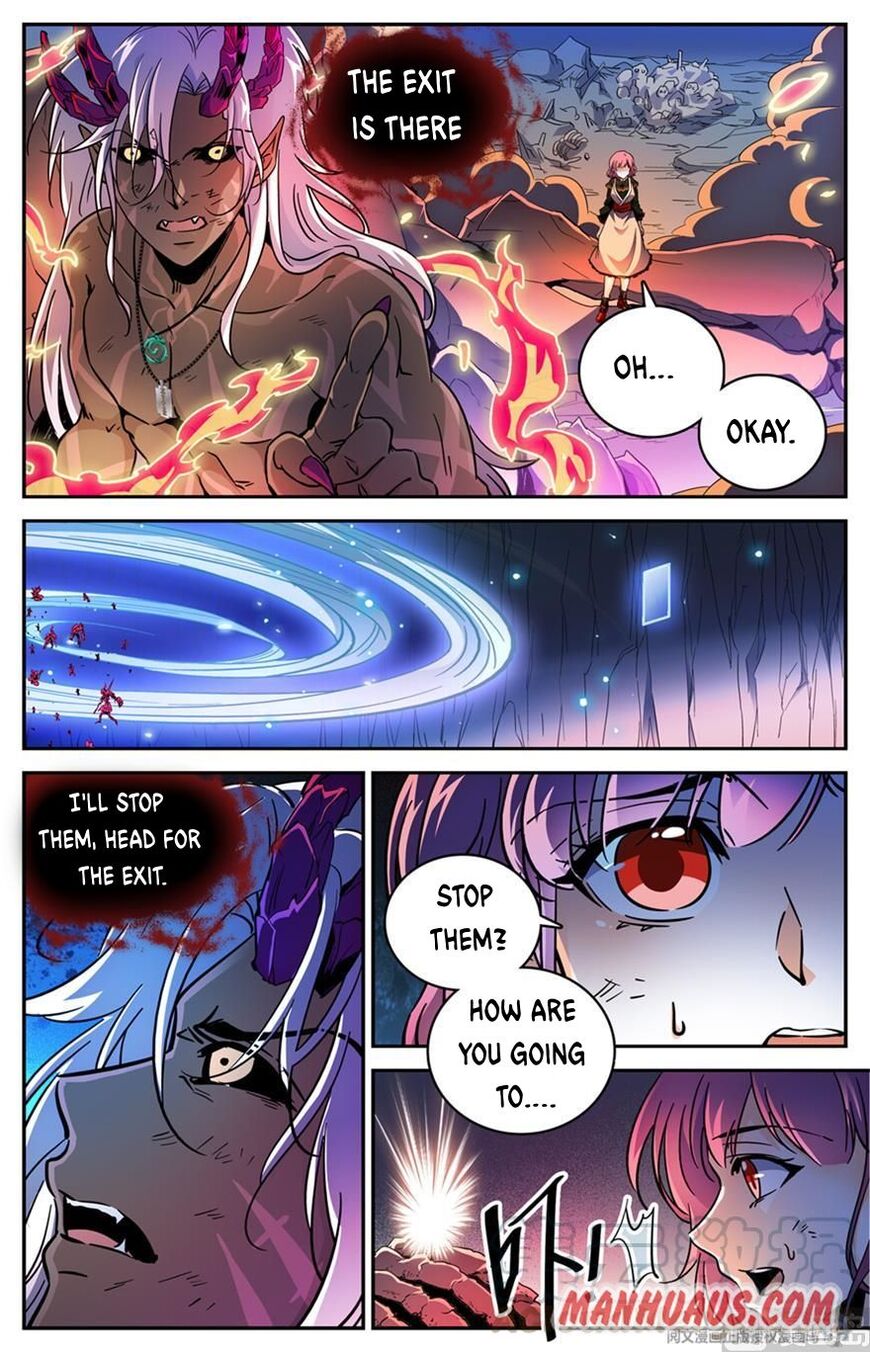 THE EXIT
IS THERE
OH...
OKAY.
I'LL STOP
THEM, HEAD FOR
THE EXIT.
STOP
THEM?
HOW ARE
YOU GOING
TO.....
MANHUAUS.COM